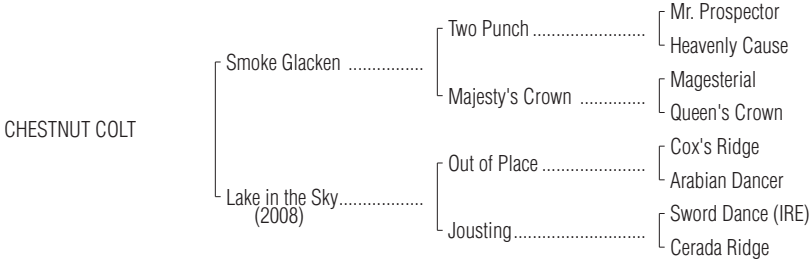 Mr. Prospector
Two Punch ........................
Heavenly Cause
Smoke Glacken ................
Magesterial
Majesty's Crown ..............
Queen's Crown
CHESTNUT COLT
Cox's Ridge
Out of Place ......................
Arabian Dancer
Lake in the Sky..................
(2008)
Sword Dance (IRE)
Jousting............................
Cerada Ridge